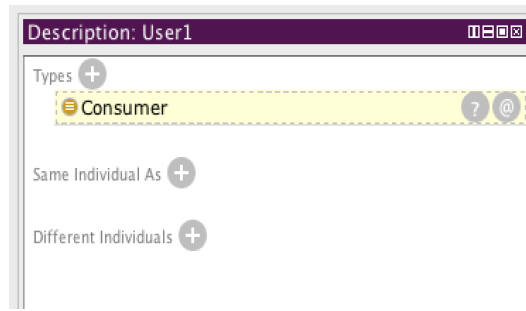 Description: User1
Types +
Consumer ? @
Same Individual As +
Different Individuals +